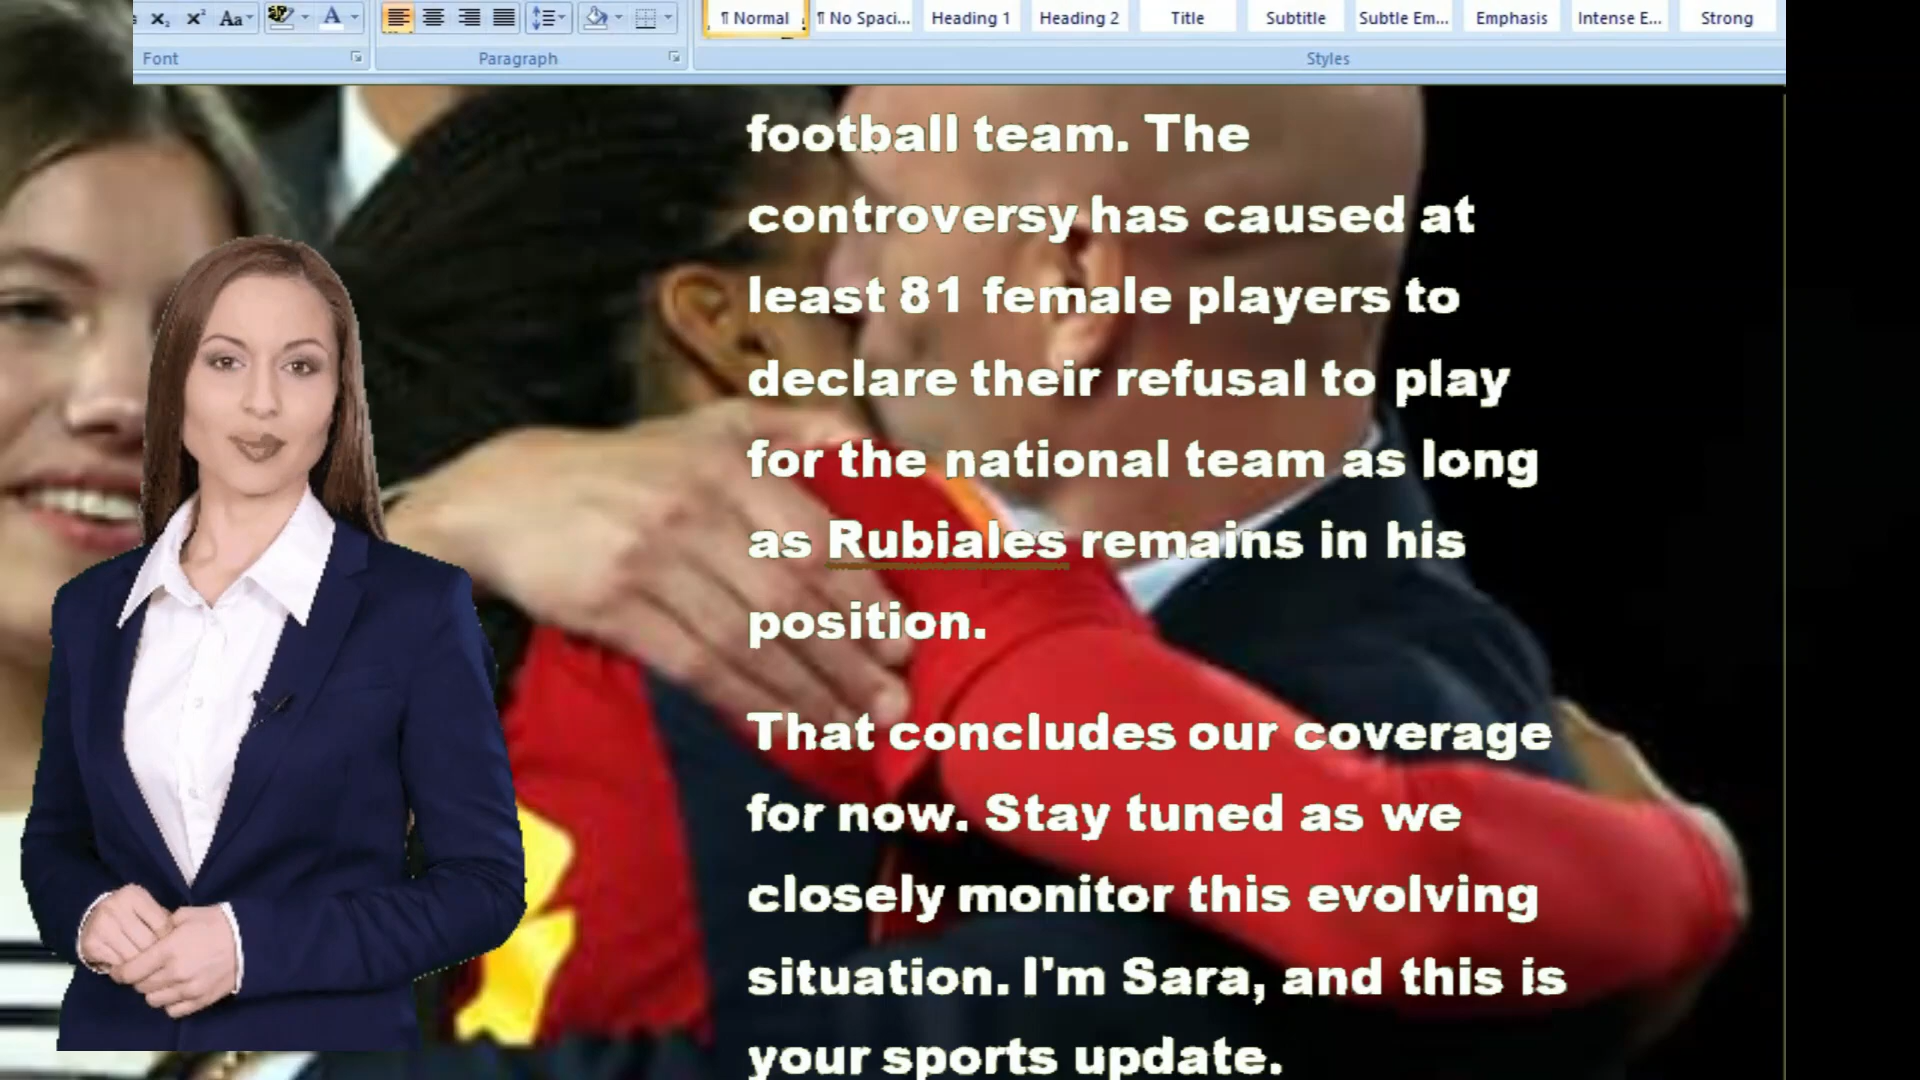 Aa
¶ Normal
¶ No Spaci...
Heading 1
Heading 2
Title
Subtitle
Subtle Em...
Emphasis
Intense E...
Strong
Font
Paragraph
Styles
football team. The
controversy has caused at
least 81 female players to
declare their refusal to play
for the national team as long
as Rubiales remains in his
position.
That concludes our coverage
for now. Stay tuned as we
closely monitor this evolving
situation. I'm Sara, and this is
your sports update.